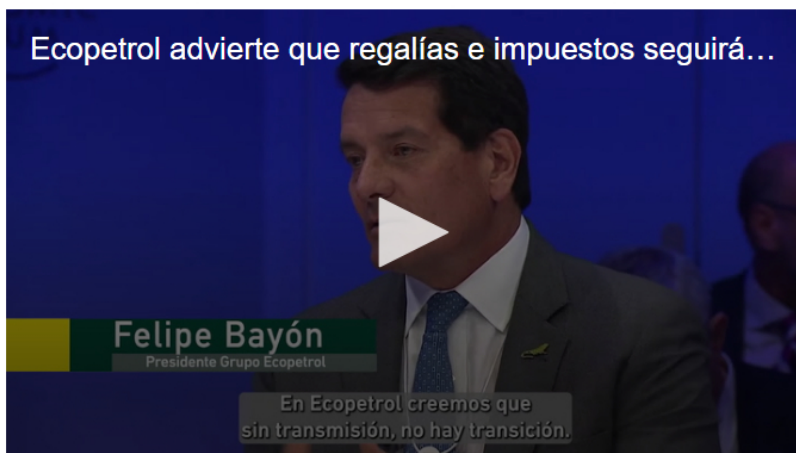 Ecopetrol advierte que regalías e impuestos seguirá...
Felipe Bayón
Presidente Grupo Ecopetrol
En Ecopetrol creemos que
sin transmisión, no hay transición.